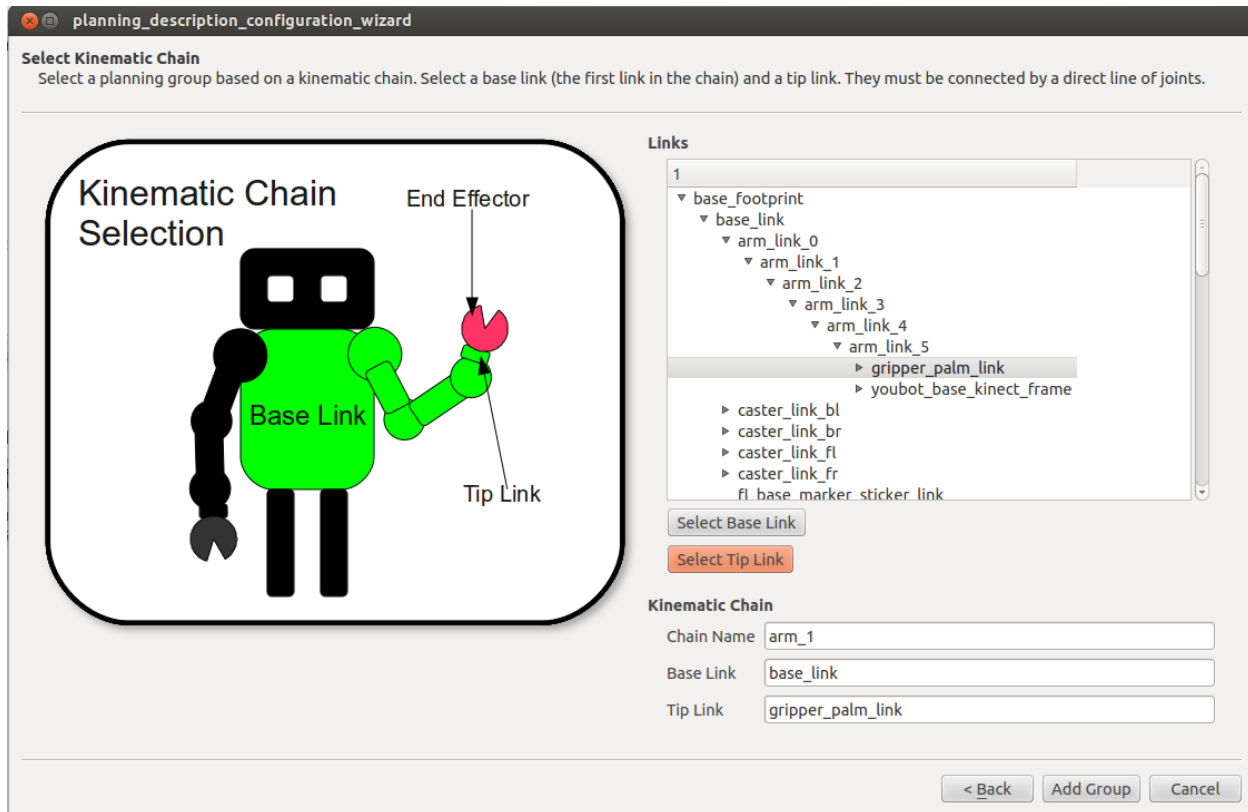 planning_description_configuration_wizard
Select Kinematic Chain
Select a planning group based on a kinematic chain. Select a base link (the first link in the chain) and a tip link. They must be connected by a direct line of joints.
Kinematic Chain
Selection
End Effector
Base Link
Tip Link
Links
1
base_footprint
base_link
arm_link_0
arm_link_1
arm_link_2
arm_link_3
arm_link_4
arm_link_5
gripper_palm_link
youbot_base_kinect_frame
caster_link_bl
caster_link_br
caster_link_fl
caster_link_fr
fl_base_marker_sticker_link
Select Base Link
Select Tip Link
Kinematic Chain
Chain Name arm_1
Base Link base_link
Tip Link gripper_palm_link
< Back Add Group Cancel